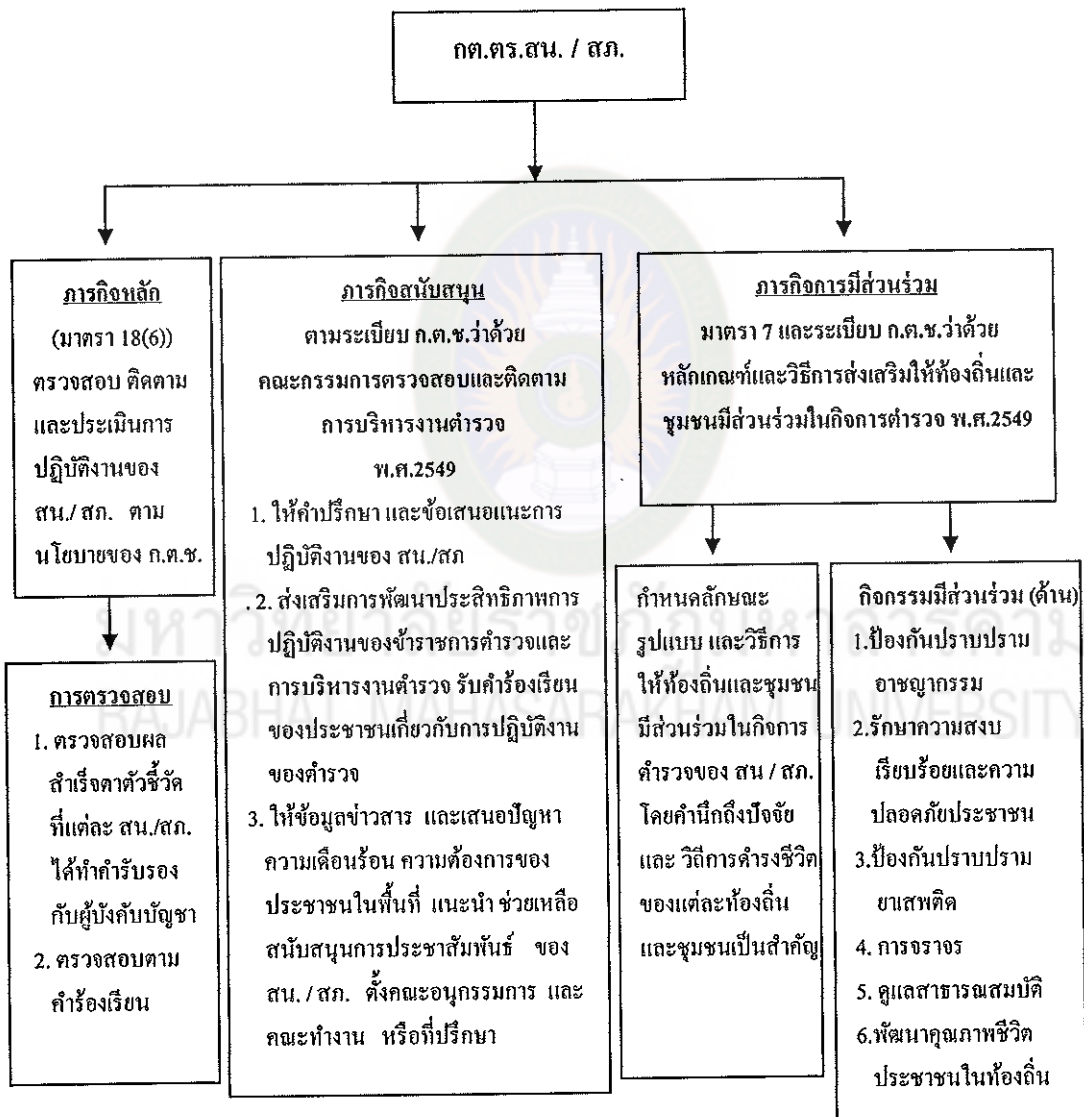 กต.ตร.สน. / สภ.
ภารกิจหลัก
(มาตรา 18(6))
ตรวจสอบ ติดตาม
และประเมินการ
ปฏิบัติงานของ
สน./ สภ. ตาม
นโยบายของ ก.ต.ช.
ภารกิจสนับสนุน
ตามระเบียบ ก.ต.ช.ว่าด้วย
คณะกรรมการตรวจสอบและติดตาม
การบริหารงานตำรวจ
พ.ศ.2549
1. ให้คำปรึกษา และข้อเสนอแนะการ
ปฏิบัติงานของ สน./สภ
. 2. ส่งเสริมการพัฒนาประสิทธิภาพการ
ปฏิบัติงานของข้าราชการตำรวจและ
การบริหารงานตำรวจ รับคำร้องเรียน
ของประชาชนเกี่ยวกับการปฏิบัติงาน
ของตำรวจ
3. ให้ข้อมูลข่าวสาร และเสนอปัญหา
ความเดือนร้อน ความต้องการของ
ประชาชนในพื้นที่ แนะนำ ช่วยเหลือ
สนับสนุนการประชาสัมพันธ์ ของ
สน. / สภ. ตั้งคณะอนุกรรมการ และ
คณะทำงาน หรือที่ปรึกษา
ภารกิจการมีส่วนร่วม
มาตรา 7 และระเบียบ ก.ต.ช.ว่าด้วย
หลักเกณฑ์และวิธีการส่งเสริมให้ท้องถิ่นและ
ชุมชนมีส่วนร่วมในกิจการตำรวจ พ.ศ.2549
การตรวจสอบ
1. ตรวจสอบผล
สำเร็จตาตัวชี้วัด
ที่แต่ละ สน./สภ.
ได้ทำคำรับรอง
กับผู้บังคับบัญชา
2. ตรวจสอบตาม
คำร้องเรียน
กำหนดลักษณะ
รูปแบบ และวิธีการ
ให้ท้องถิ่นและชุมชน
มีส่วนร่วมในกิจการ
ตำรวจของ สน / สภ.
โดยคำนึกถึงปัจจัย
และ วิถีการดำรงชีวิต
ของแต่ละท้องถิ่น
และชุมชนเป็นสำคัญ
กิจกรรมมีส่วนร่วม (ด้าน)
1.ป้องกันปราบปราม
อาชญากรรม
2.รักษาความสงบ
เรียบร้อยและความ
ปลอดภัยประชาชน
3.ป้องกันปราบปราม
ยาเสพติด
4. การจราจร
5. ดูแลสาธารณสมบัติ
6.พัฒนาคุณภาพชีวิต
ประชาชนในท้องถิ่น
มหาวิทยาลัยราชภัฏมหาสารคาม
RAJABHAT MAHASARAKHAM UNIVERSITY